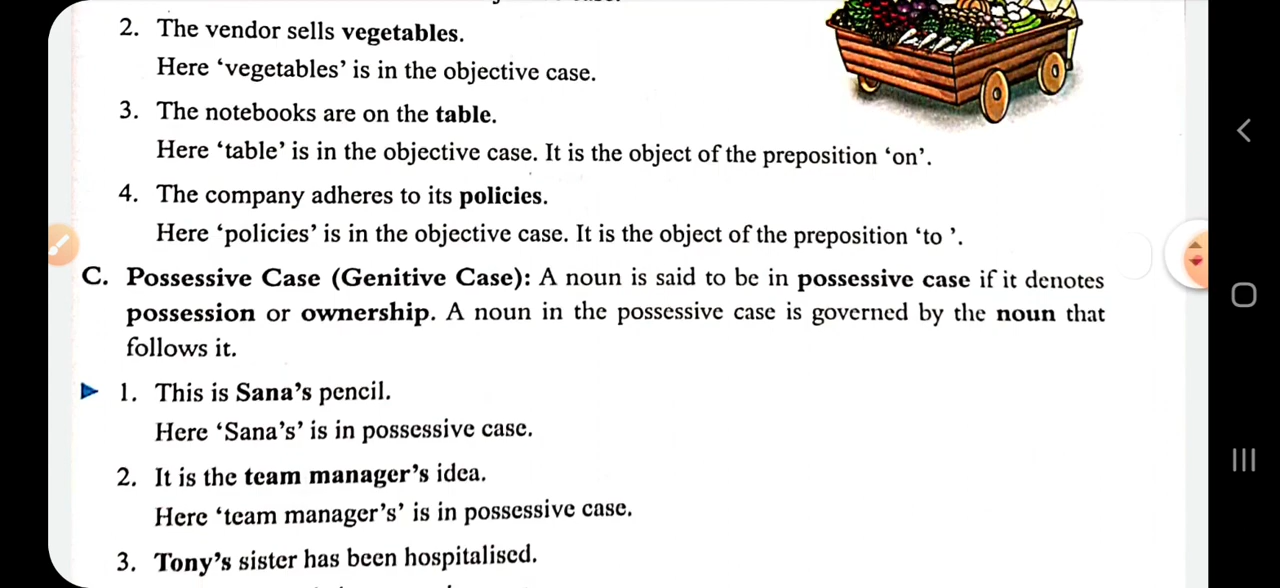 2. The vendor sells vegetables.
Here ‘vegetables’ is in the objective case.
3. The notebooks are on the table.
Here ‘table’ is in the objective case. It is the object of the preposition ‘on’.
4. The company adheres to its policies.
Here ‘policies’ is in the objective case. It is the object of the preposition ‘to ’.
C. Possessive Case (Genitive Case): A noun is said to be in possessive case if it denotes
possession or ownership. A noun in the possessive case is governed by the noun that
follows it.
1. This is Sana’s pencil.
Here ‘Sana’s’ is in possessive case.
2. It is the team manager’s idea.
Here ‘team manager’s’ is in possessive case.
3. Tony’s sister has been hospitalised.